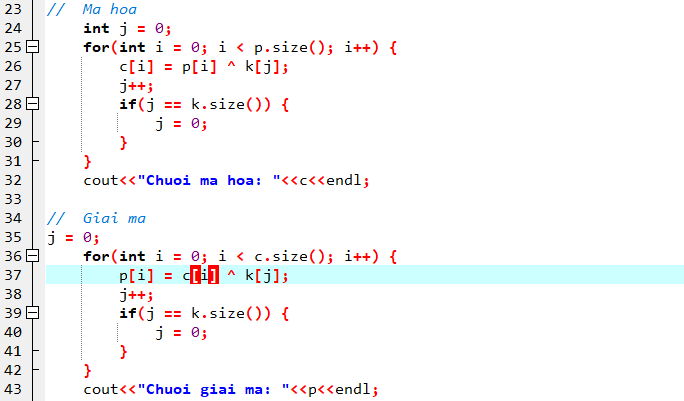 23 //  Ma hoa
24     int j = 0;
25     for(int i = 0; i < p.size(); i++) {
26         c[i] = p[i] ^ k[j];
27         j++;
28         if(j == k.size()) {
29             j = 0;
30         }
31     }
32     cout<<"Chuoi ma hoa: "<<c<<endl;
33
34 //  Giai ma
35 j = 0;
36     for(int i = 0; i < c.size(); i++) {
37         p[i] = c[i] ^ k[j];
38         j++;
39         if(j == k.size()) {
40             j = 0;
41         }
42     }
43     cout<<"Chuoi giai ma: "<<p<<endl;